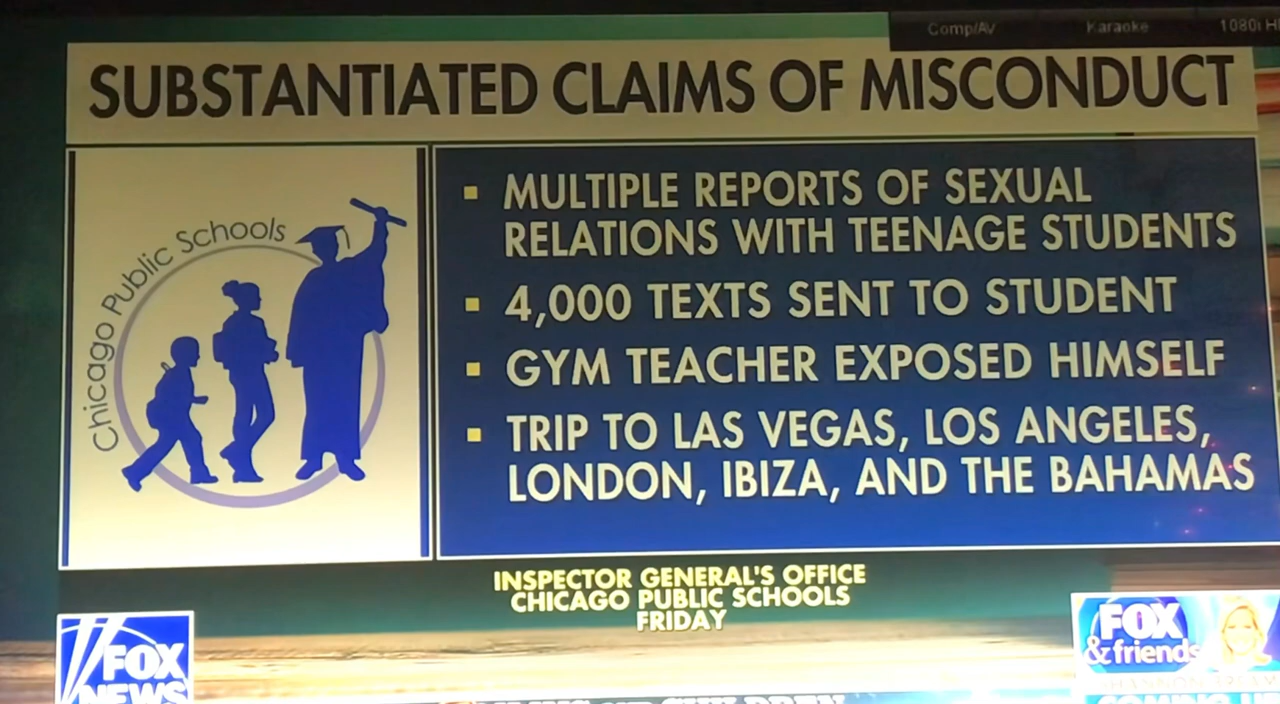 Comp/AV Karaoke 1080i
SUBSTANTIATED CLAIMS OF MISCONDUCT
Chicago Public Schools
▪ MULTIPLE REPORTS OF SEXUAL
RELATIONS WITH TEENAGE STUDENTS
▪ 4,000 TEXTS SENT TO STUDENT
▪ GYM TEACHER EXPOSED HIMSELF
▪ TRIP TO LAS VEGAS, LOS ANGELES,
LONDON, IBIZA, AND THE BAHAMAS
INSPECTOR GENERAL'S OFFICE
CHICAGO PUBLIC SCHOOLS
FRIDAY
FOX
NEWS
FOX
& friends
COMING